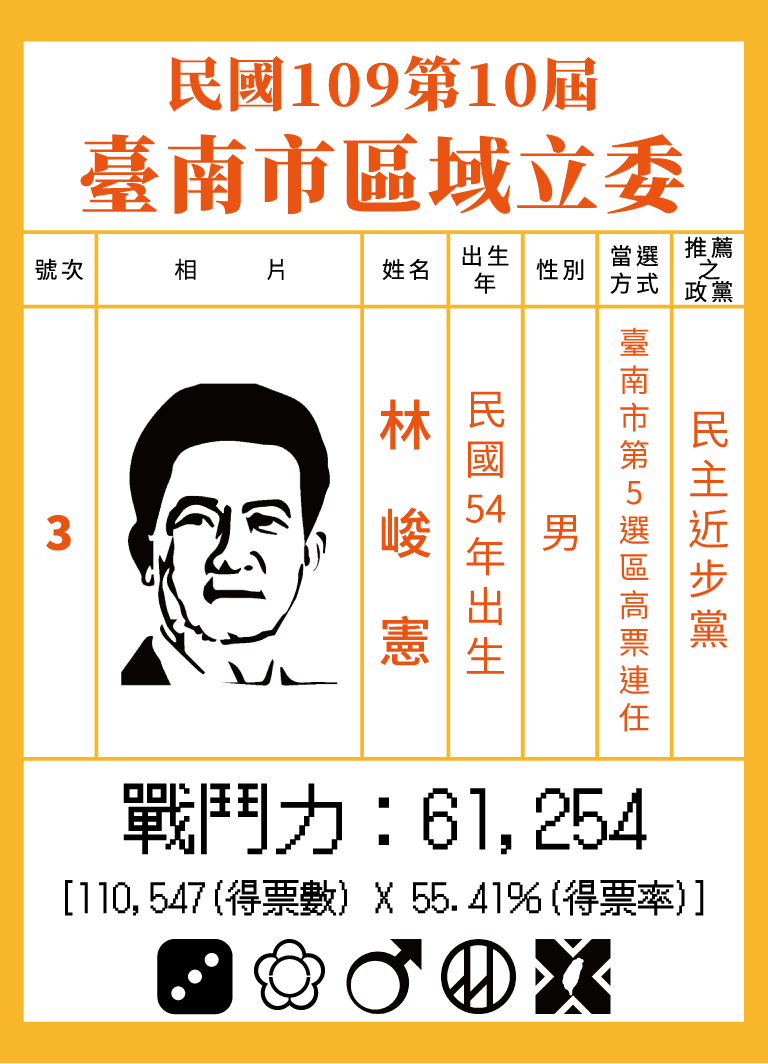 民國109第10屆
臺南市區域立委
號次
相片
姓名
出生年
性別
當選方式
推薦之政黨
3
林峻憲
民國54年出生
男
臺南市第5選區高票連任
民主近步黨
戰鬥力：61,254
[110,547(得票數) X 55.41%(得票率)]